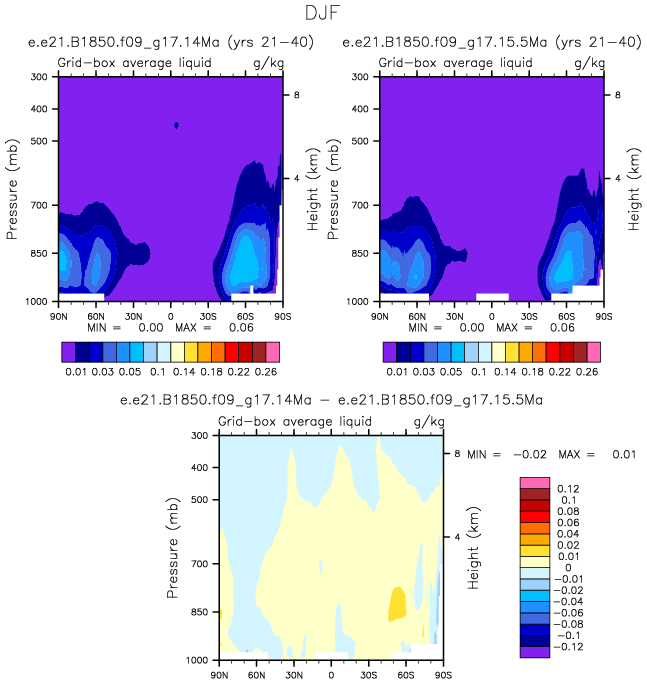 DJF
e.e21.B1850.f09_g17.14Ma (yrs 21−40)
Grid−box average liquid g/kg
300
400
500
700
850
1000
Pressure (mb)
8
4
Height (km)
90N 60N 30N 0 30S 60S 90S
MIN = 0.00 MAX = 0.06
0.01 0.03 0.05 0.1 0.14 0.18 0.22 0.26
e.e21.B1850.f09_g17.15.5Ma (yrs 21−40)
Grid−box average liquid g/kg
300
400
500
700
850
1000
Pressure (mb)
8
4
Height (km)
90N 60N 30N 0 30S 60S 90S
MIN = 0.00 MAX = 0.06
0.01 0.03 0.05 0.1 0.14 0.18 0.22 0.26
e.e21.B1850.f09_g17.14Ma − e.e21.B1850.f09_g17.15.5Ma
Grid−box average liquid g/kg
300
400
500
700
850
1000
Pressure (mb)
8
4
Height (km)
90N 60N 30N 0 30S 60S 90S
MIN = −0.02 MAX = 0.01
0.12
0.1
0.08
0.06
0.04
0.02
0.01
0
−0.01
−0.02
−0.04
−0.06
−0.08
−0.1
−0.12